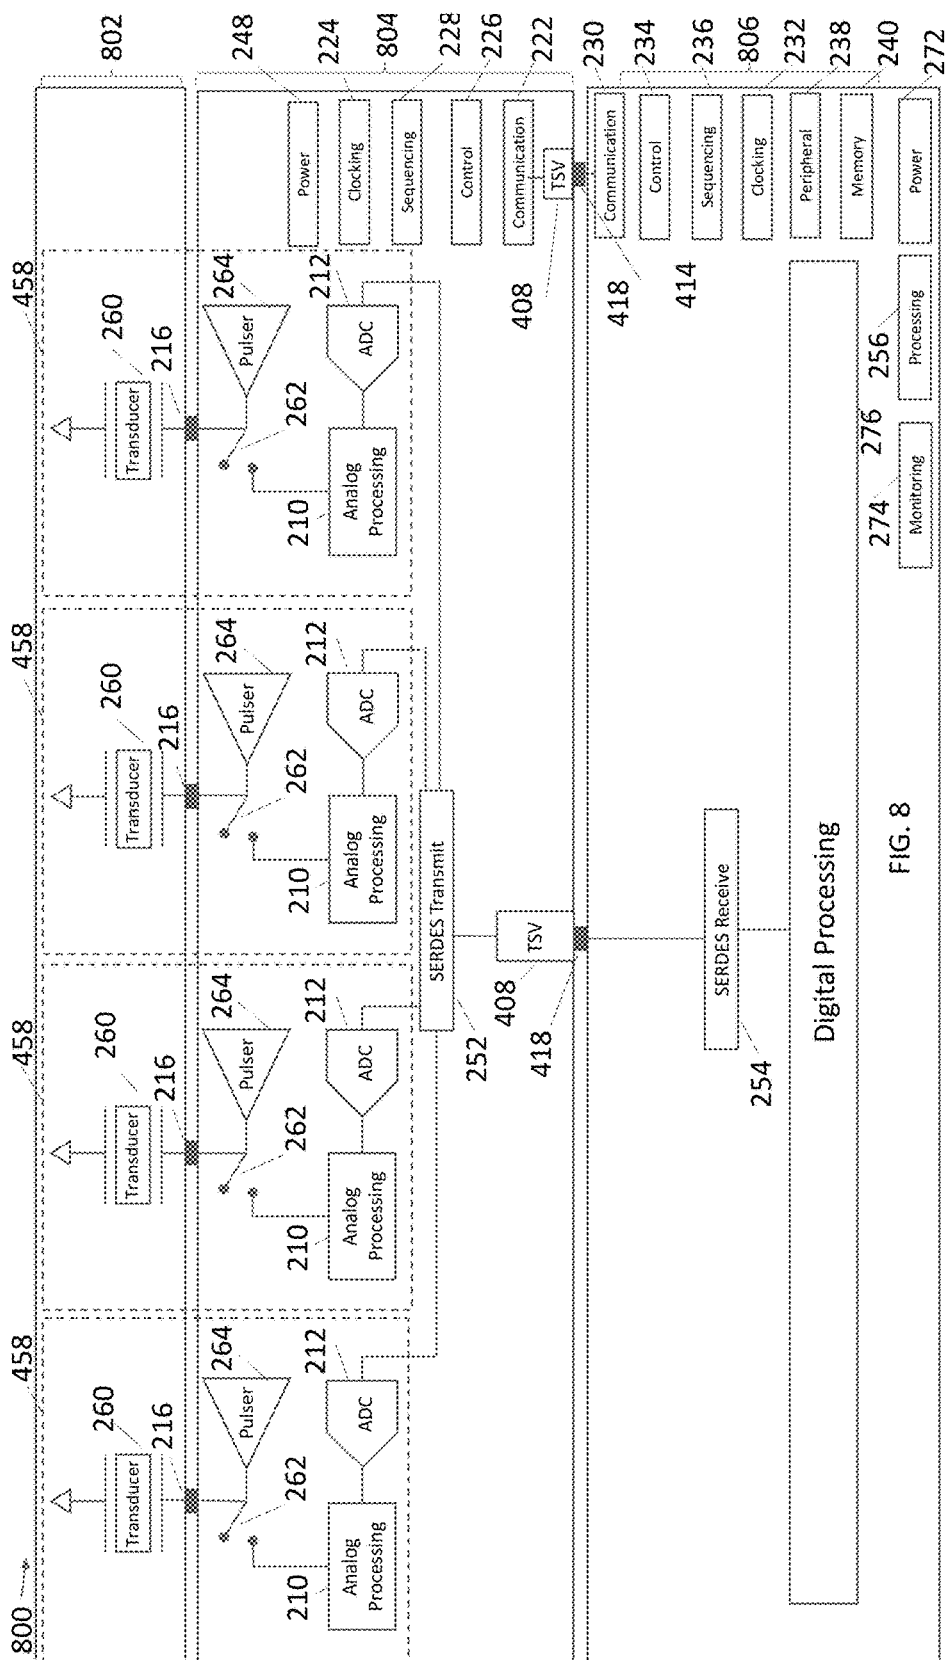 800
458
458
458
458
802
260
260
260
260
Transducer
Transducer
Transducer
Transducer
216
216
216
216
248
Power
264
264
264
264
Pulser
Pulser
Pulser
Pulser
262
262
262
262
224
Clocking
804
228
Sequencing
226
Control
222
Communication
210
210
210
210
Analog
Processing
Analog
Processing
Analog
Processing
Analog
Processing
212
212
212
212
ADC
ADC
ADC
ADC
SERDES Transmit
252
TSV
408
418
TSV
408
418
414
230
Communication
234
Control
236
Sequencing
806
232
Clocking
238
Peripheral
240
Memory
272
Power
SERDES Receive
254
Digital Processing
276
256
Processing
274
Monitoring
FIG. 8